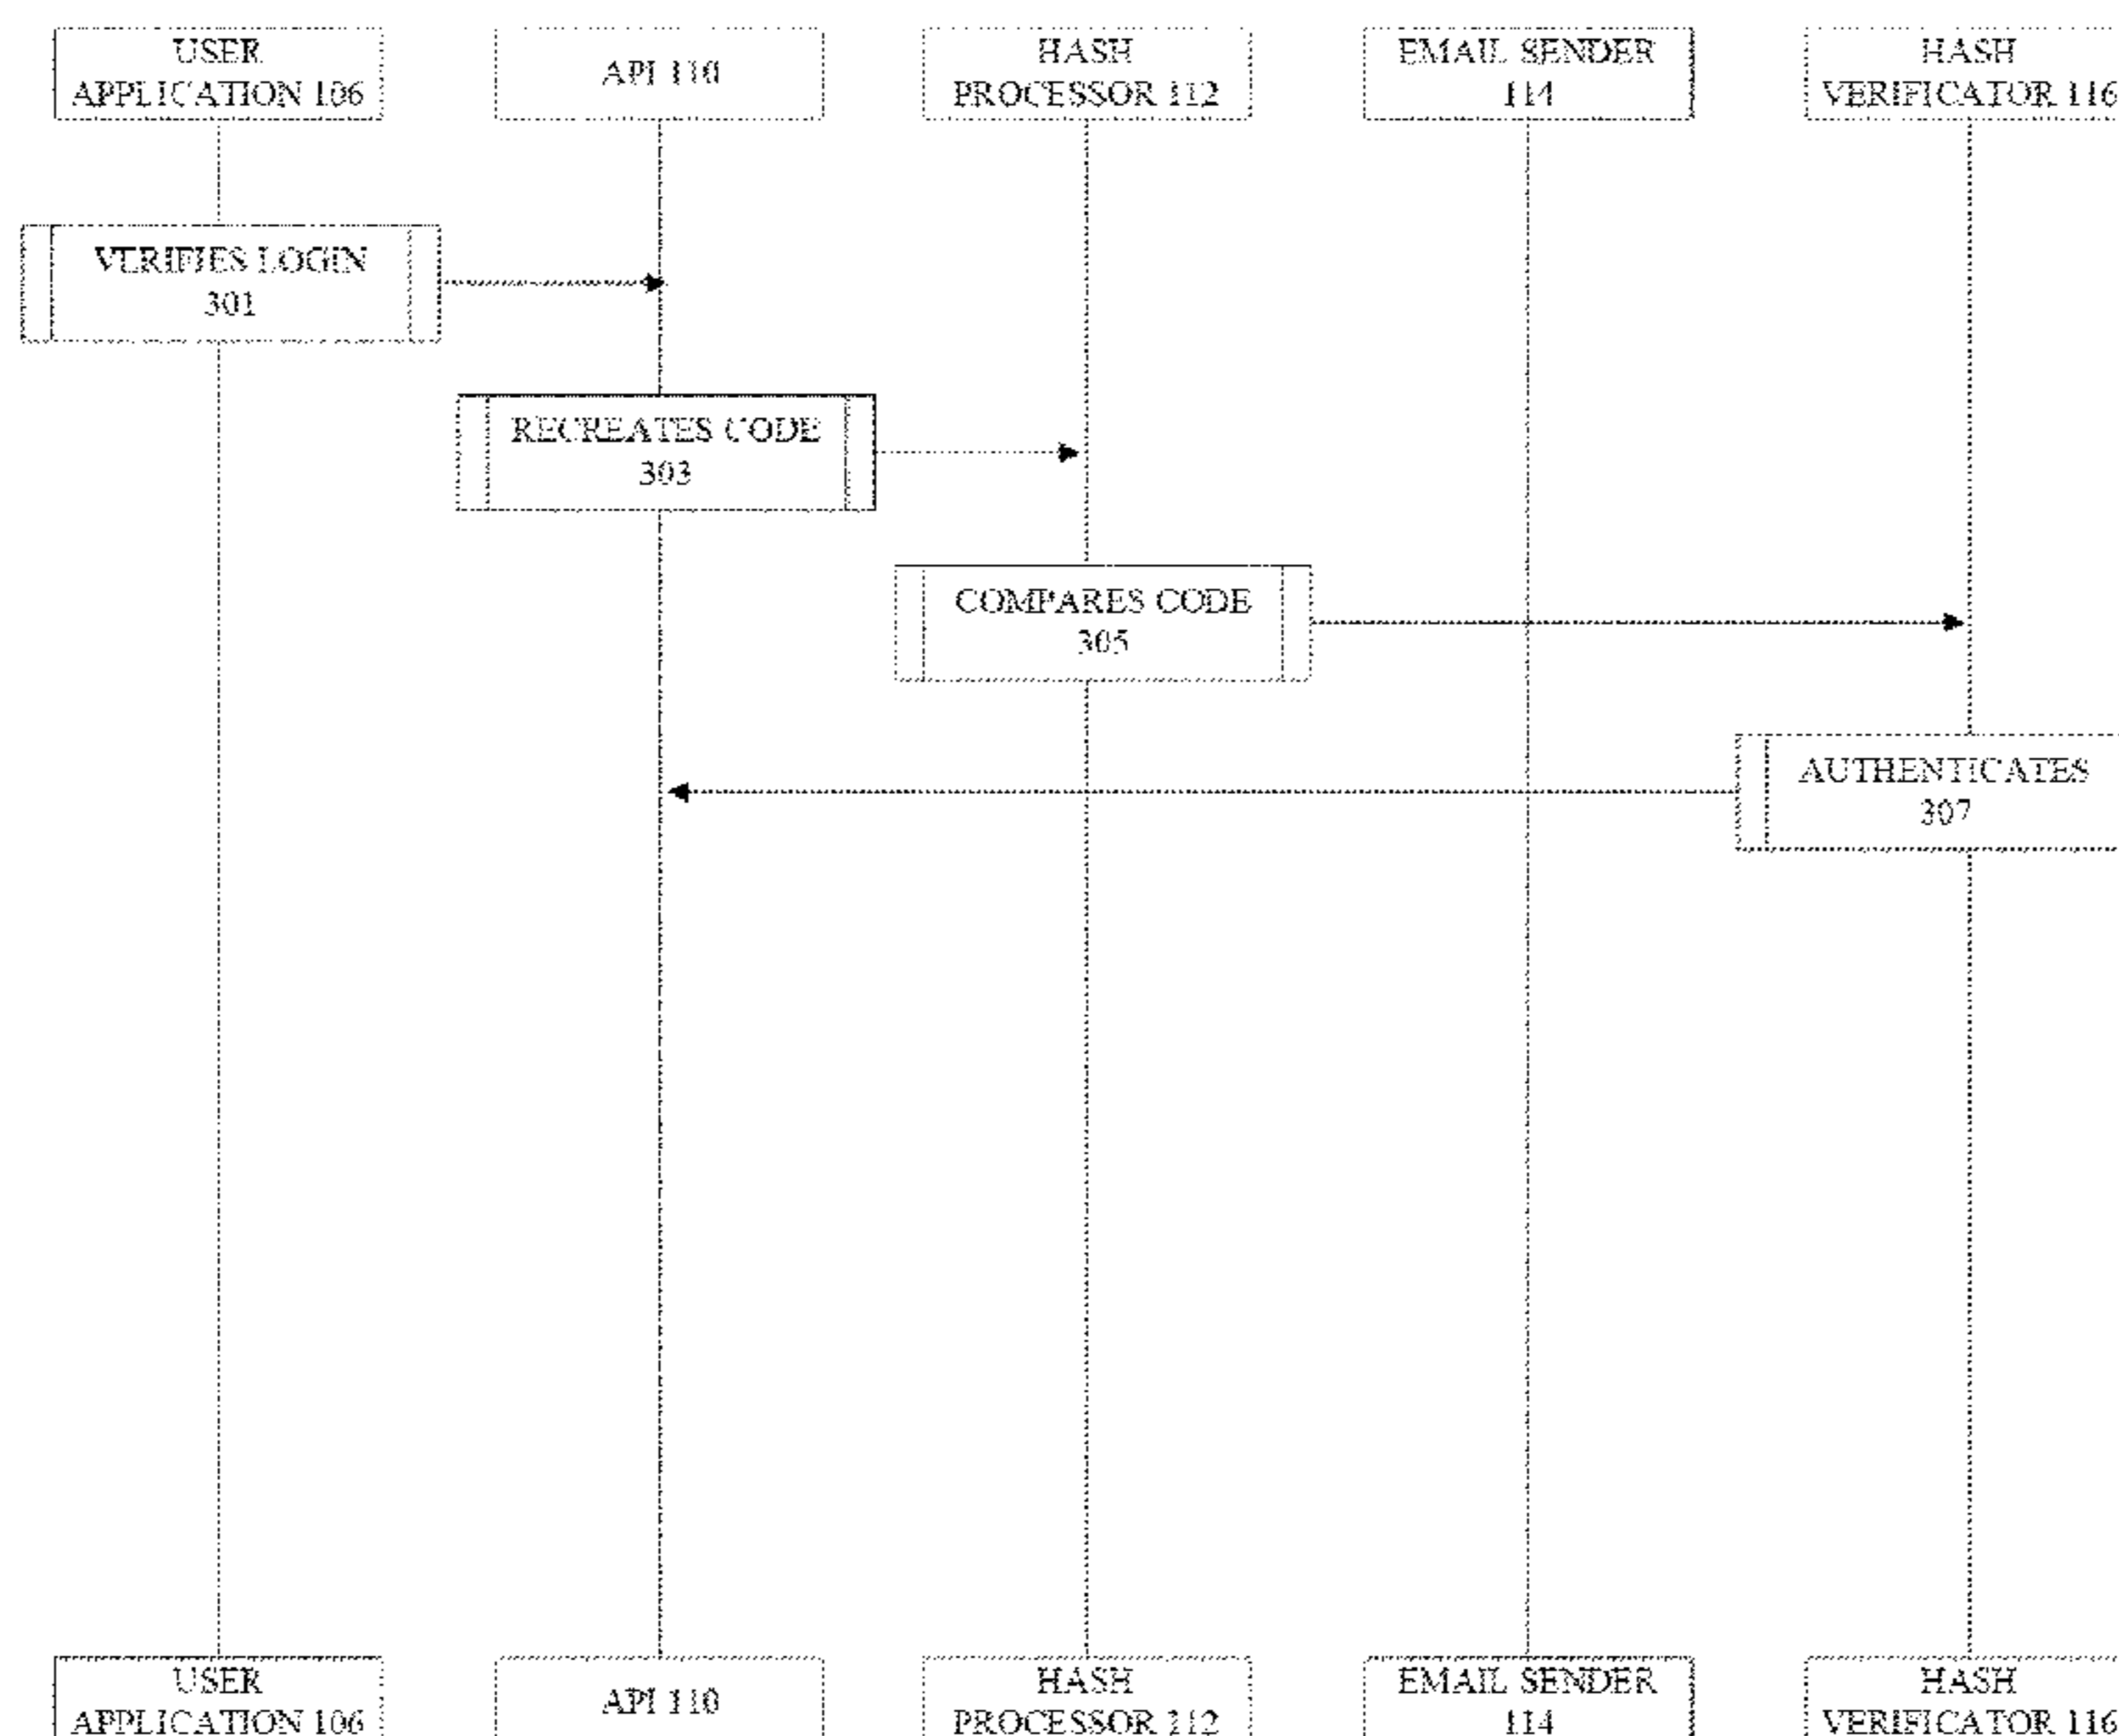 USER
APPLICATION 106
API 110
HASH
PROCESSOR 112
EMAIL SENDER
114
HASH
VERIFICATOR 116
VERIFIES LOGIN
301
RECREATES CODE
303
COMPARES CODE
305
AUTHENTICATES
307
USER
APPLICATION 106
API 110
HASH
PROCESSOR 112
EMAIL SENDER
114
HASH
VERIFICATOR 116